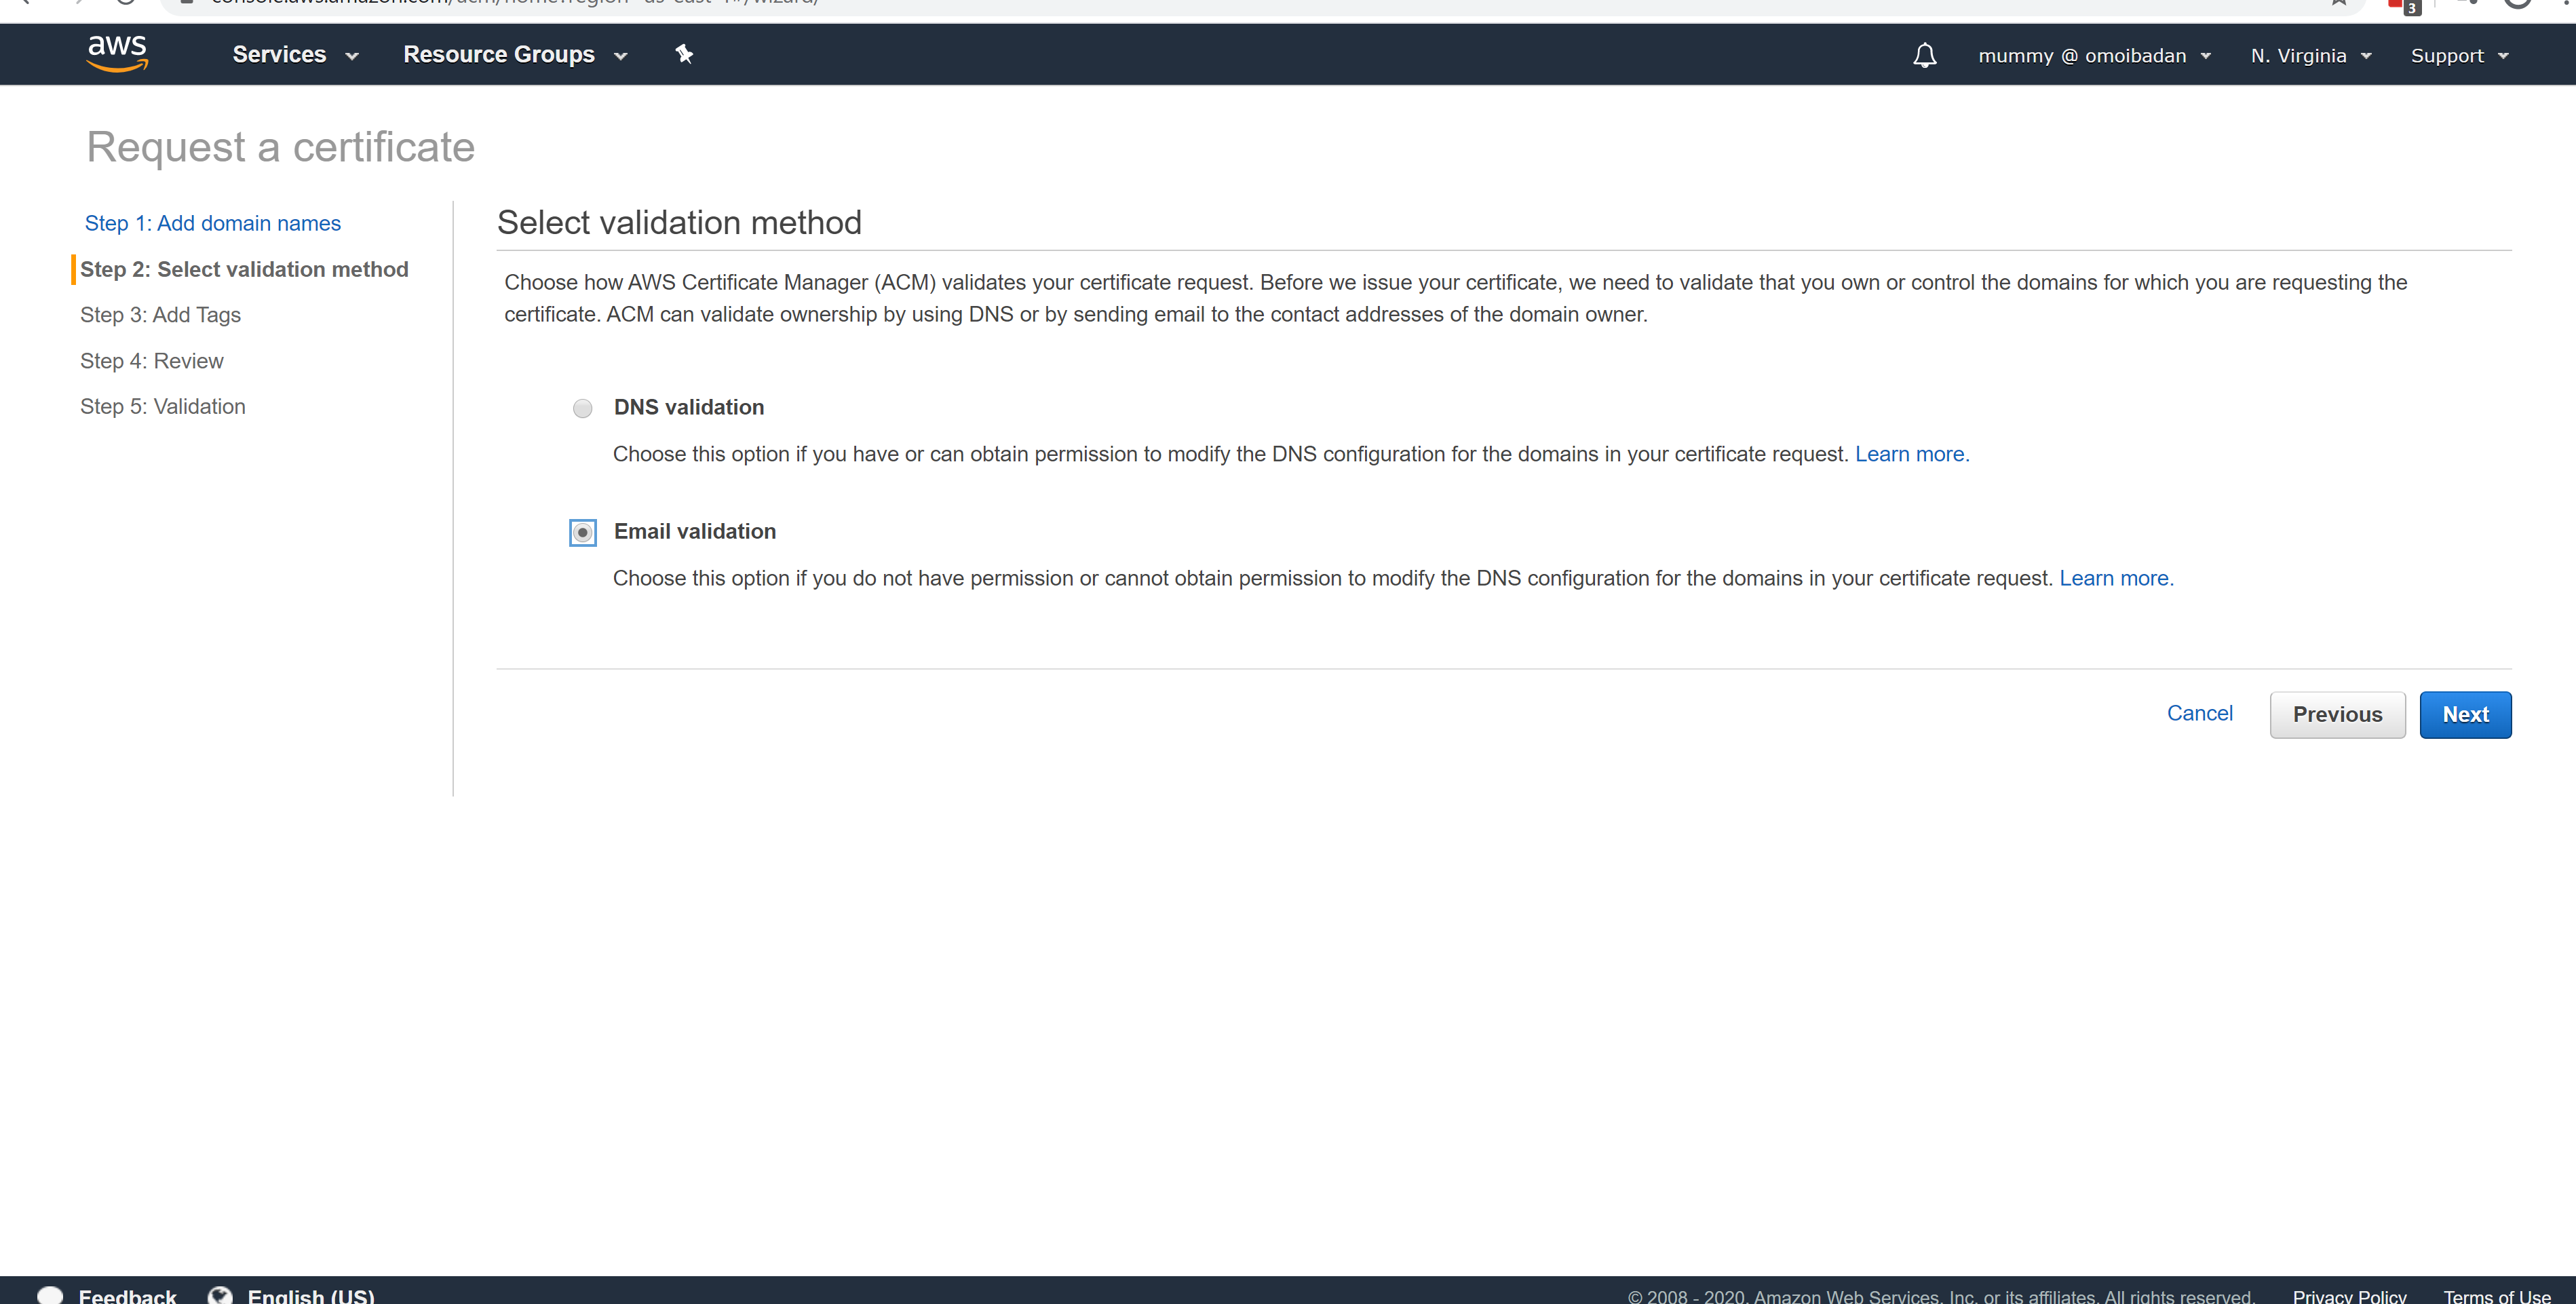 3
aws
Services
Resource Groups
mummy @ omoibadan
N. Virginia
Support
Request a certificate
Step 1: Add domain names
Step 2: Select validation method
Step 3: Add Tags
Step 4: Review
Step 5: Validation
Select validation method
Choose how AWS Certificate Manager (ACM) validates your certificate request. Before we issue your certificate, we need to validate that you own or control the domains for which you are requesting the
certificate. ACM can validate ownership by using DNS or by sending email to the contact addresses of the domain owner.
DNS validation
Choose this option if you have or can obtain permission to modify the DNS configuration for the domains in your certificate request. Learn more.
Email validation
Choose this option if you do not have permission or cannot obtain permission to modify the DNS configuration for the domains in your certificate request. Learn more.
Cancel
Previous
Next
Feedback
English (US)
© 2008 - 2020, Amazon Web Services, Inc. or its affiliates. All rights reserved.
Privacy Policy
Terms of Use